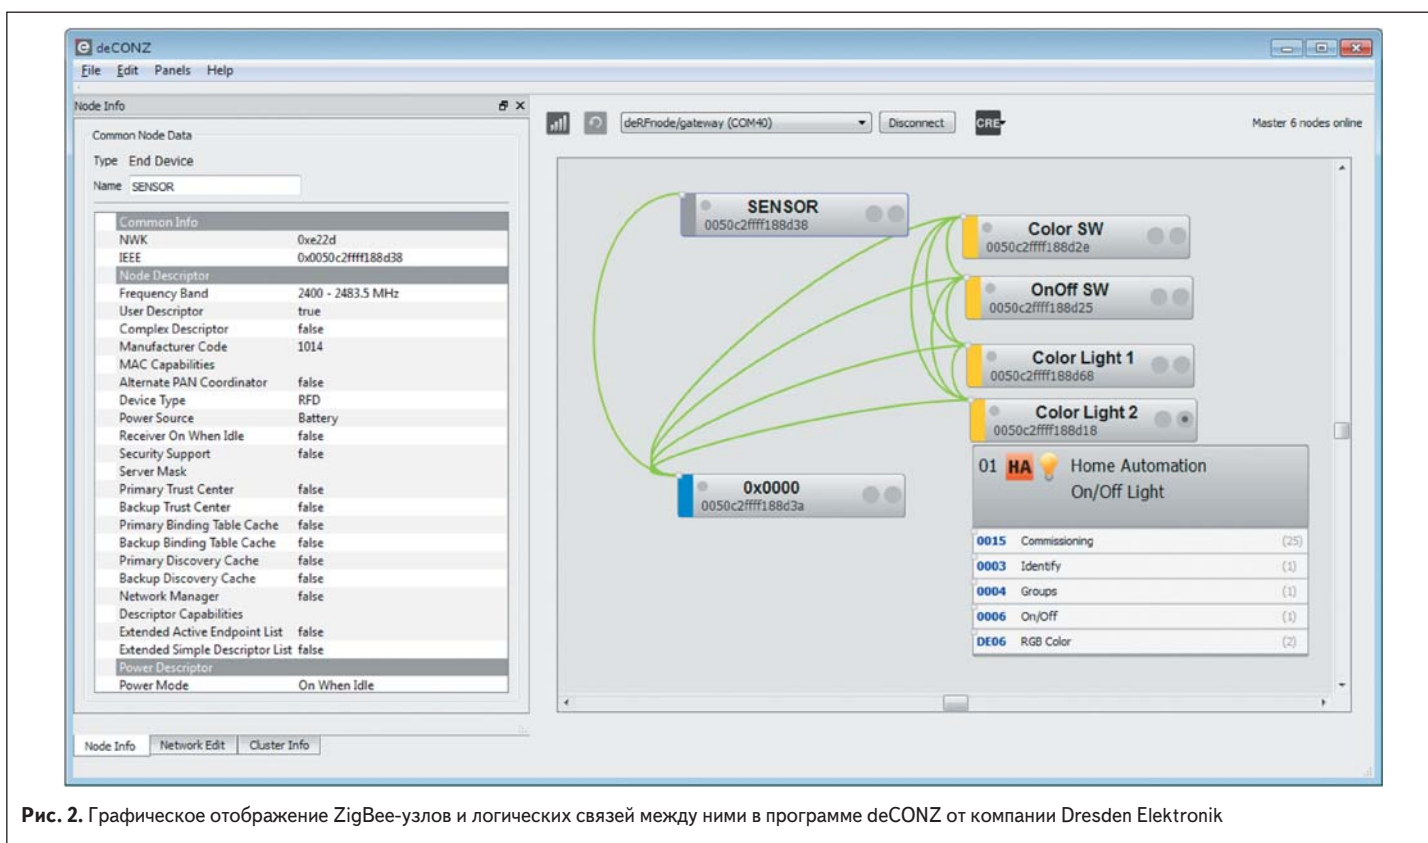 deCONZ
File Edit Panels Help
Node Info
Common Node Data
Type End Device
Name SENSOR
Common Info
NWK 0xe22d
IEEE 0x0050c2ffff188d38
Node Descriptor
Frequency Band 2400 - 2483.5 MHz
User Descriptor true
Complex Descriptor false
Manufacturer Code 1014
MAC Capabilities
Alternate PAN Coordinator false
Device Type RFD
Power Source Battery
Receiver On When Idle false
Security Support false
Server Mask
Primary Trust Center false
Backup Trust Center false
Primary Binding Table Cache false
Backup Binding Table Cache false
Primary Discovery Cache false
Backup Discovery Cache false
Network Manager false
Descriptor Capabilities
Extended Active Endpoint List false
Extended Simple Descriptor List false
Power Descriptor
Power Mode On When Idle
Node Info Network Edit Cluster Info
deRFnode/gateway (COM40) Disconnect CRE Master 6 nodes online
SENSOR
0050c2ffff188d38
Color SW
0050c2ffff188d2e
OnOff SW
0050c2ffff188d25
Color Light 1
0050c2ffff188d68
Color Light 2
0050c2ffff188d18
0x0000
0050c2ffff188d3a
01 HA Home Automation
On/Off Light
0015 Commissioning (25)
0003 Identify (1)
0004 Groups (1)
0006 On/Off (1)
DE06 RGB Color (2)
Рис. 2. Графическое отображение ZigBee-узлов и логических связей между ними в программе deCONZ от компании Dresden Elektronik